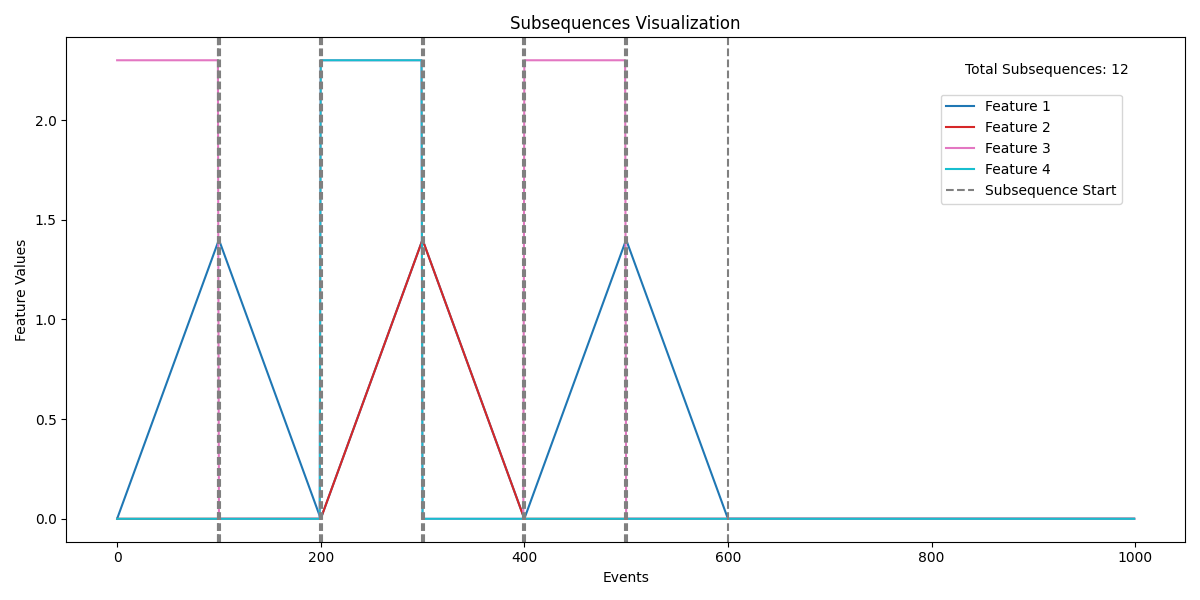 Subsequences Visualization
Total Subsequences: 12
Feature 1
Feature 2
Feature 3
Feature 4
Subsequence Start
Feature Values
2.0
1.5
1.0
0.5
0.0
0 200 400 600 800 1000
Events